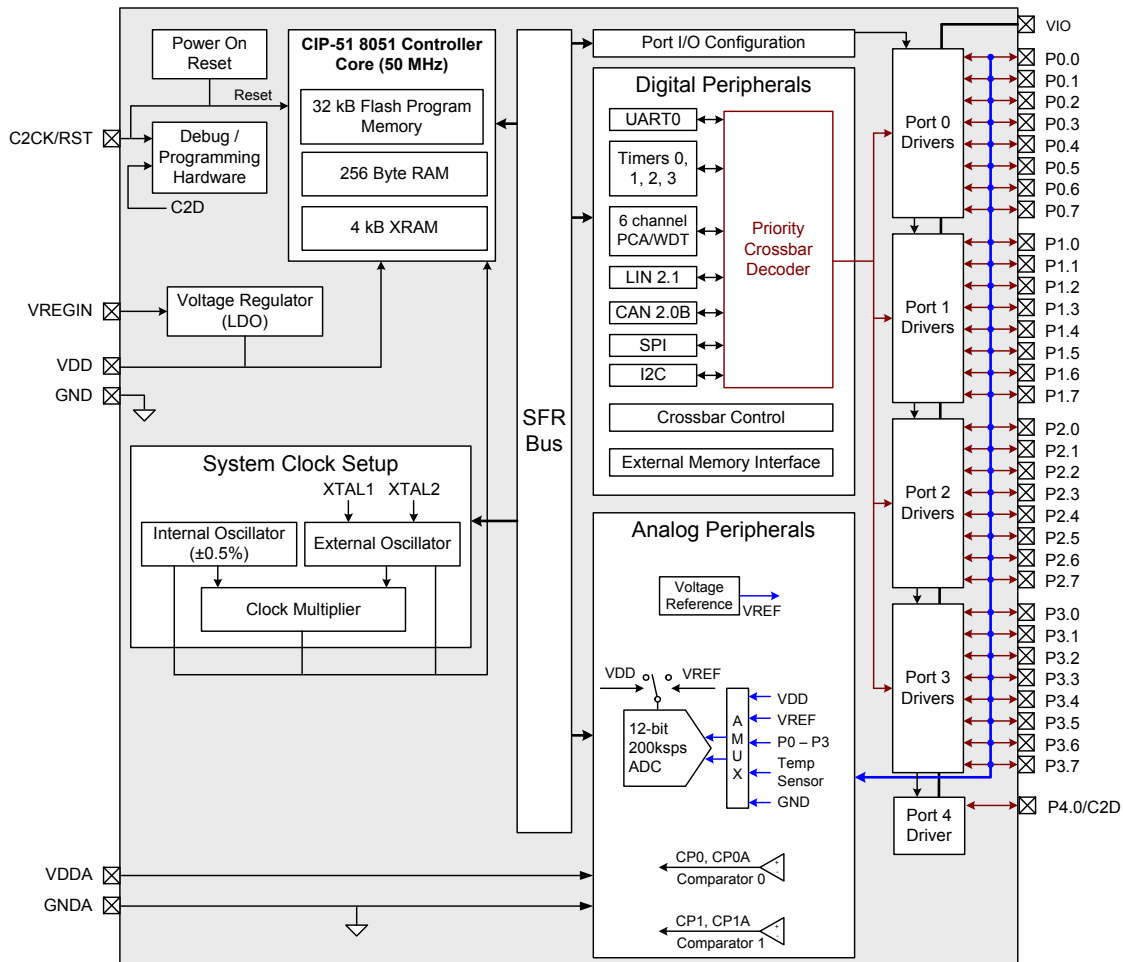 Power On
Reset
Reset
C2CK/RST
Debug /
Programming
Hardware
C2D
CIP-51 8051 Controller
Core (50 MHz)
32 kB Flash Program
Memory
256 Byte RAM
4 kB XRAM
VREGIN
Voltage Regulator
(LDO)
VDD
GND
System Clock Setup
XTAL1
XTAL2
Internal Oscillator
(±0.5%)
External Oscillator
Clock Multiplier
VDDA
GNDA
SFR
Bus
Port I/O Configuration
Digital Peripherals
UART0
Timers 0,
1, 2, 3
6 channel
PCA/WDT
LIN 2.1
CAN 2.0B
SPI
I2C
Priority
Crossbar
Decoder
Crossbar Control
External Memory Interface
Analog Peripherals
Voltage
Reference
VREF
VDD
VREF
12-bit
200ksps
ADC
A
M
U
X
VDD
VREF
P0 – P3
Temp
Sensor
GND
CP0, CP0A
+
-
Comparator 0
CP1, CP1A
+
-
Comparator 1
Port 0
Drivers
Port 1
Drivers
Port 2
Drivers
Port 3
Drivers
Port 4
Driver
VIO
P0.0
P0.1
P0.2
P0.3
P0.4
P0.5
P0.6
P0.7
P1.0
P1.1
P1.2
P1.3
P1.4
P1.5
P1.6
P1.7
P2.0
P2.1
P2.2
P2.3
P2.4
P2.5
P2.6
P2.7
P3.0
P3.1
P3.2
P3.3
P3.4
P3.5
P3.6
P3.7
P4.0/C2D